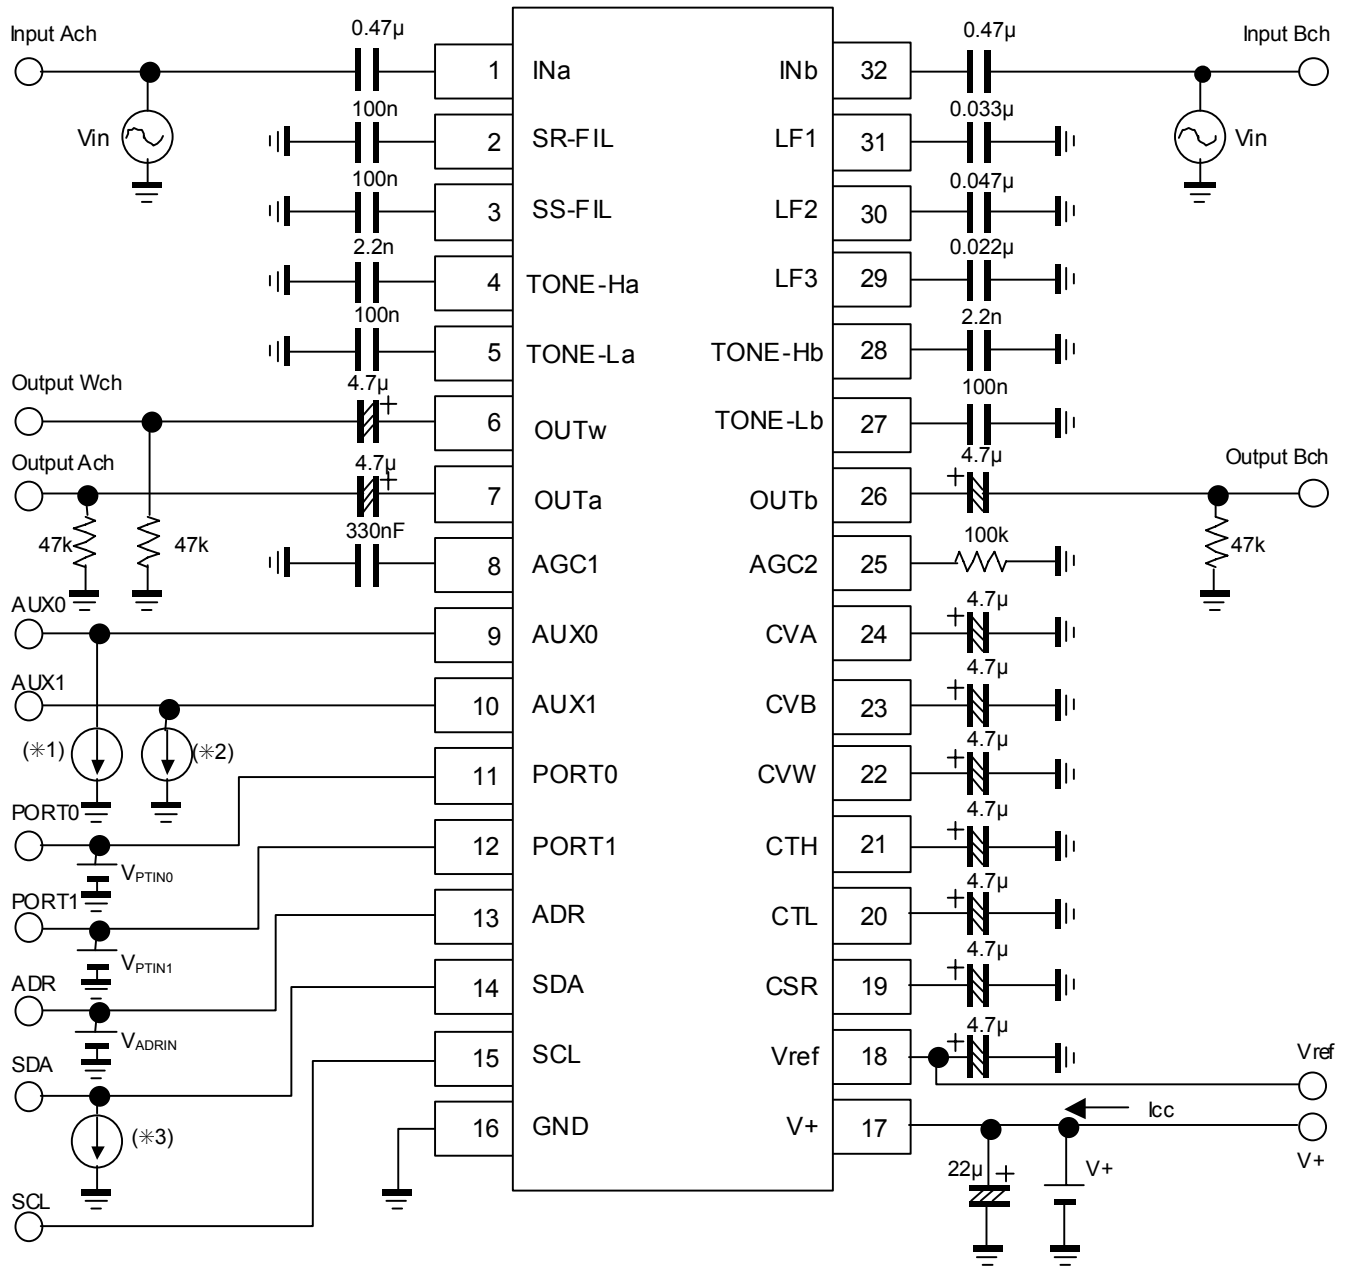 Input Ach
0.47µ
1
INa
INb
32
0.47µ
Input Bch
Vin
100n
2
SR-FIL
LF1
31
0.033µ
Vin
100n
3
SS-FIL
LF2
30
0.047µ
2.2n
4
TONE-Ha
LF3
29
0.022µ
100n
5
TONE-La
TONE-Hb
28
2.2n
Output Wch
4.7µ
+
6
OUTw
TONE-Lb
27
100n
Output Ach
4.7µ
+
7
OUTa
OUTb
26
+
4.7µ
Output Bch
47k
47k
330nF
8
AGC1
AGC2
25
100k
47k
AUX0
9
AUX0
CVA
24
+
4.7µ
AUX1
10
AUX1
CVB
23
+
4.7µ
(✳1)
(✳2)
11
PORT0
CVW
22
+
4.7µ
PORT0
VPTIN0
12
PORT1
CTH
21
+
4.7µ
PORT1
VPTIN1
13
ADR
CTL
20
+
4.7µ
ADR
VADRIN
14
SDA
CSR
19
+
4.7µ
SDA
(✳3)
15
SCL
Vref
18
+
4.7µ
Vref
16
GND
V+
17
Icc
V+
22µ
+
V+
SCL